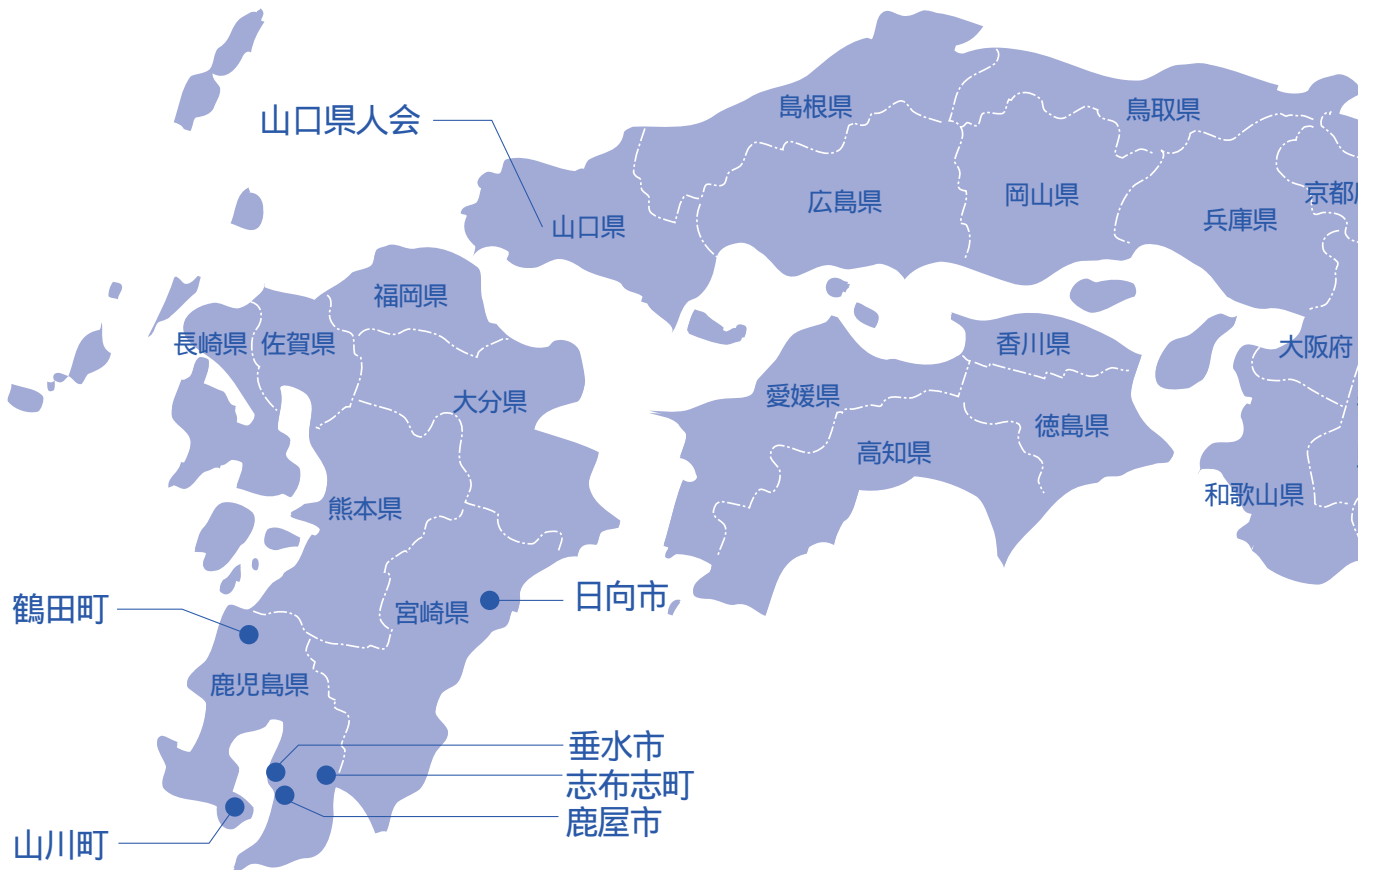 島根県
鳥取県
山口県人会
京都府
岡山県
広島県
兵庫県
山口県
福岡県
長崎県
佐賀県
香川県
大阪府
愛媛県
大分県
徳島県
高知県
和歌山県
熊本県
日向市
鶴田町
宮崎県
鹿児島県
垂水市
志布志町
鹿屋市
山川町